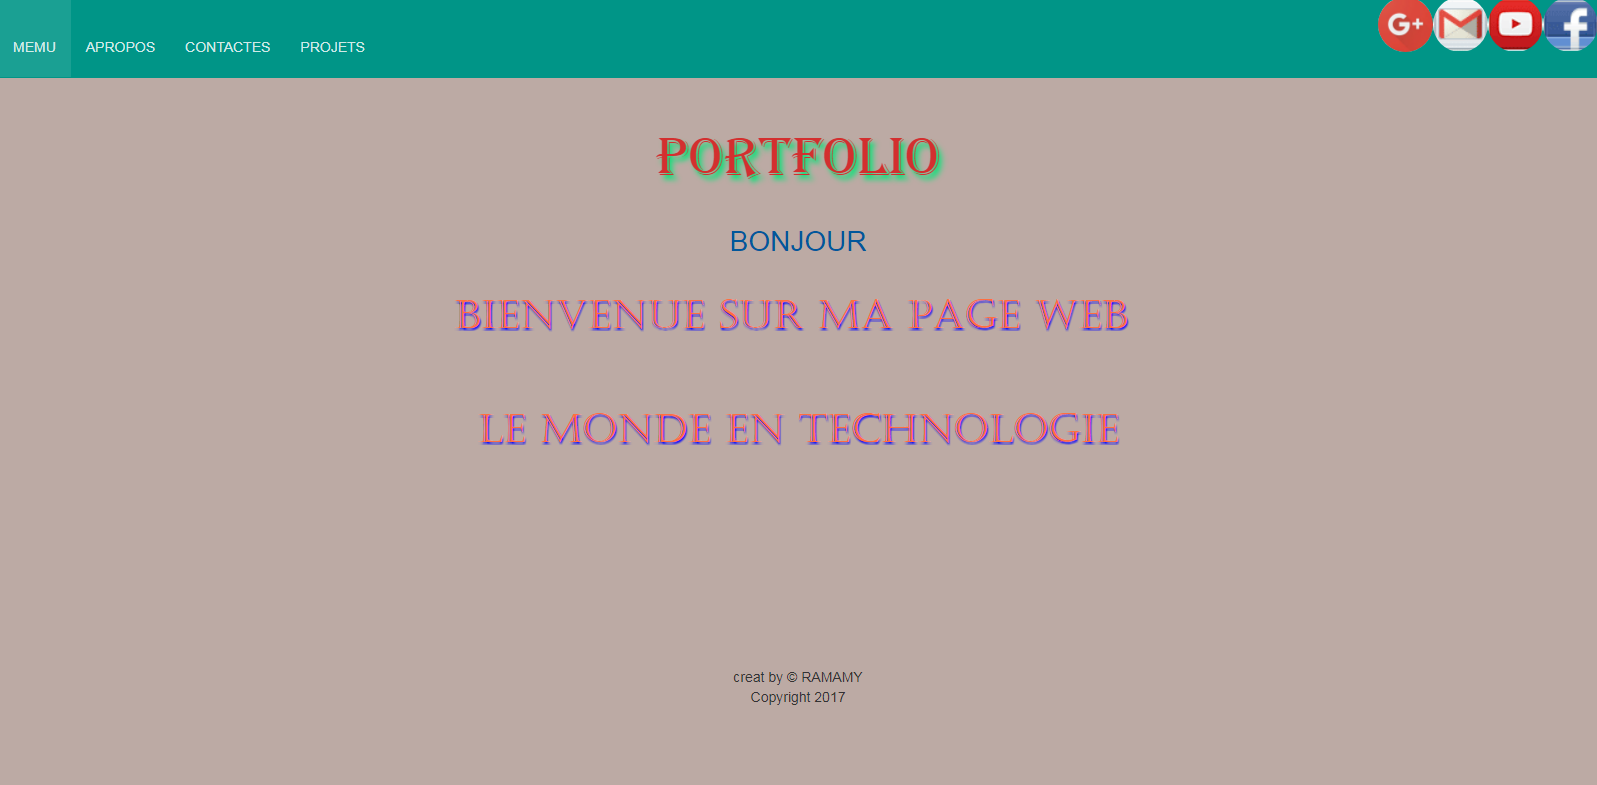 MEMU APROPOS CONTACTES PROJETS G+ M f
PORTFOLIO
BONJOUR
BIENVENUE SUR MA PAGE WEB
LE MONDE EN TECHNOLOGIE
creat by © RAMAMY
Copyright 2017